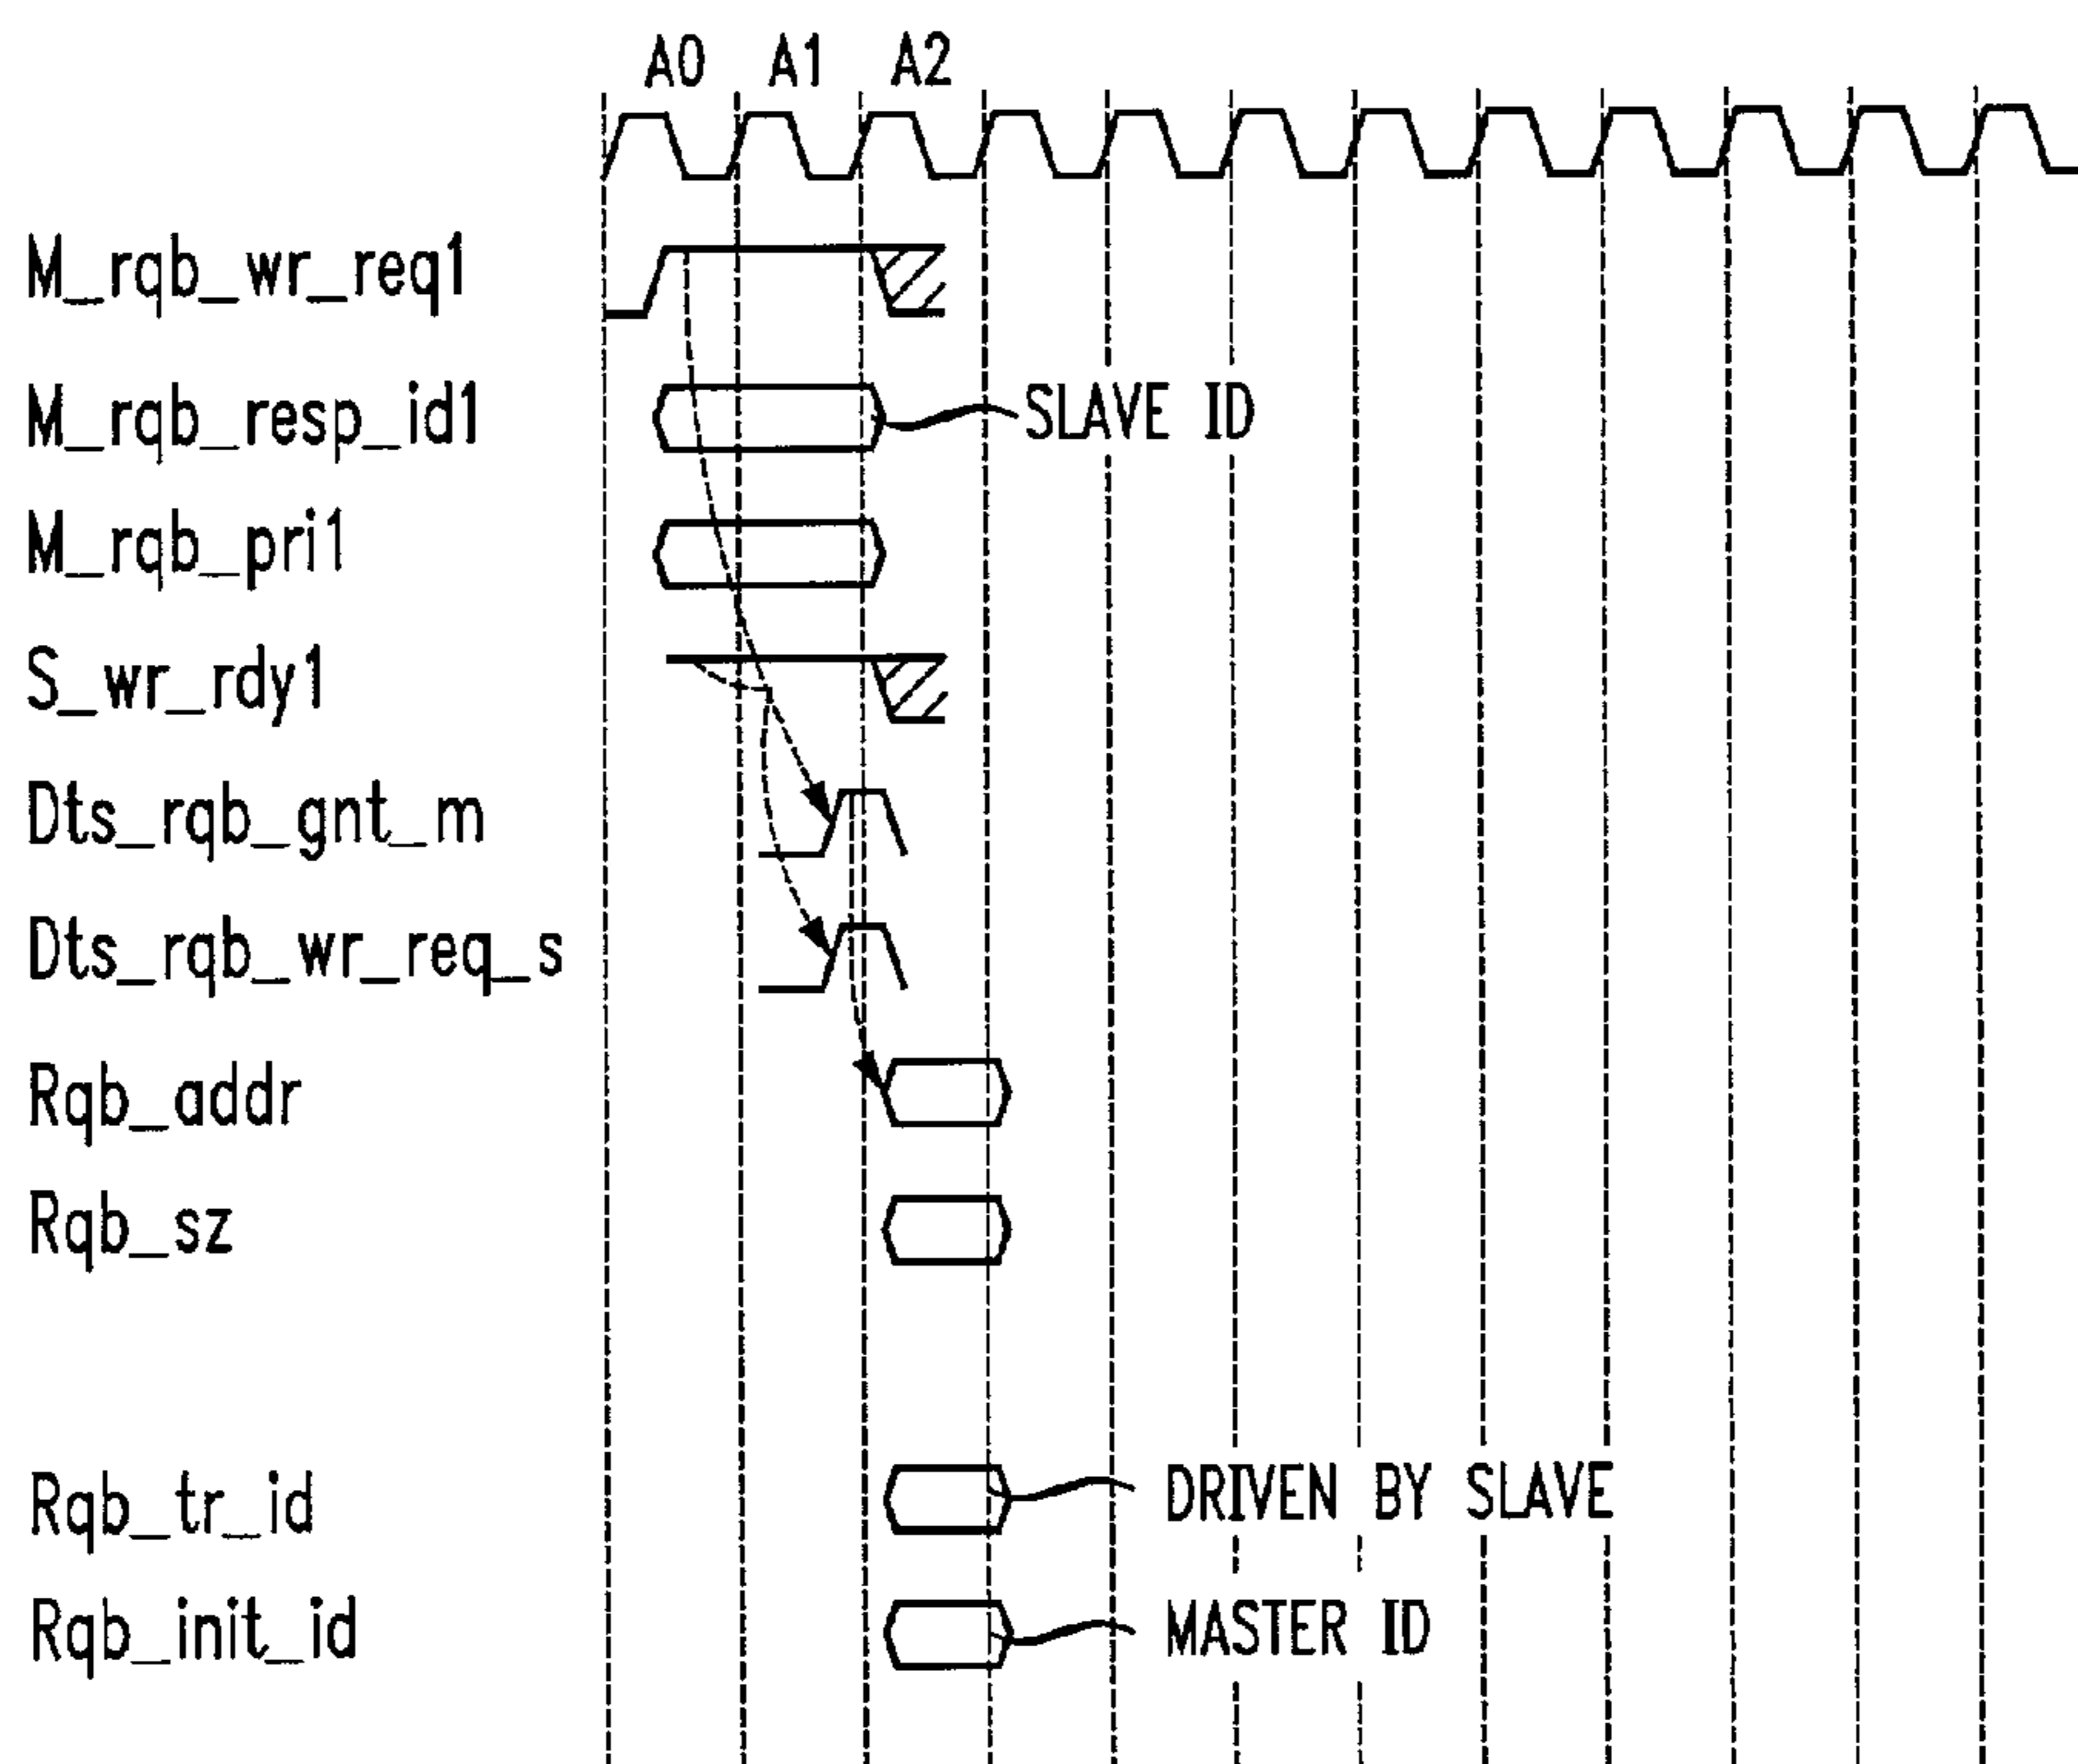 A0 A1 A2
M_rqb_wr_req1
M_rqb_resp_id1
SLAVE ID
M_rqb_pri1
S_wr_rdy1
Dts_rqb_gnt_m
Dts_rqb_wr_req_s
Rqb_addr
Rqb_sz
Rqb_tr_id
DRIVEN BY SLAVE
Rqb_init_id
MASTER ID